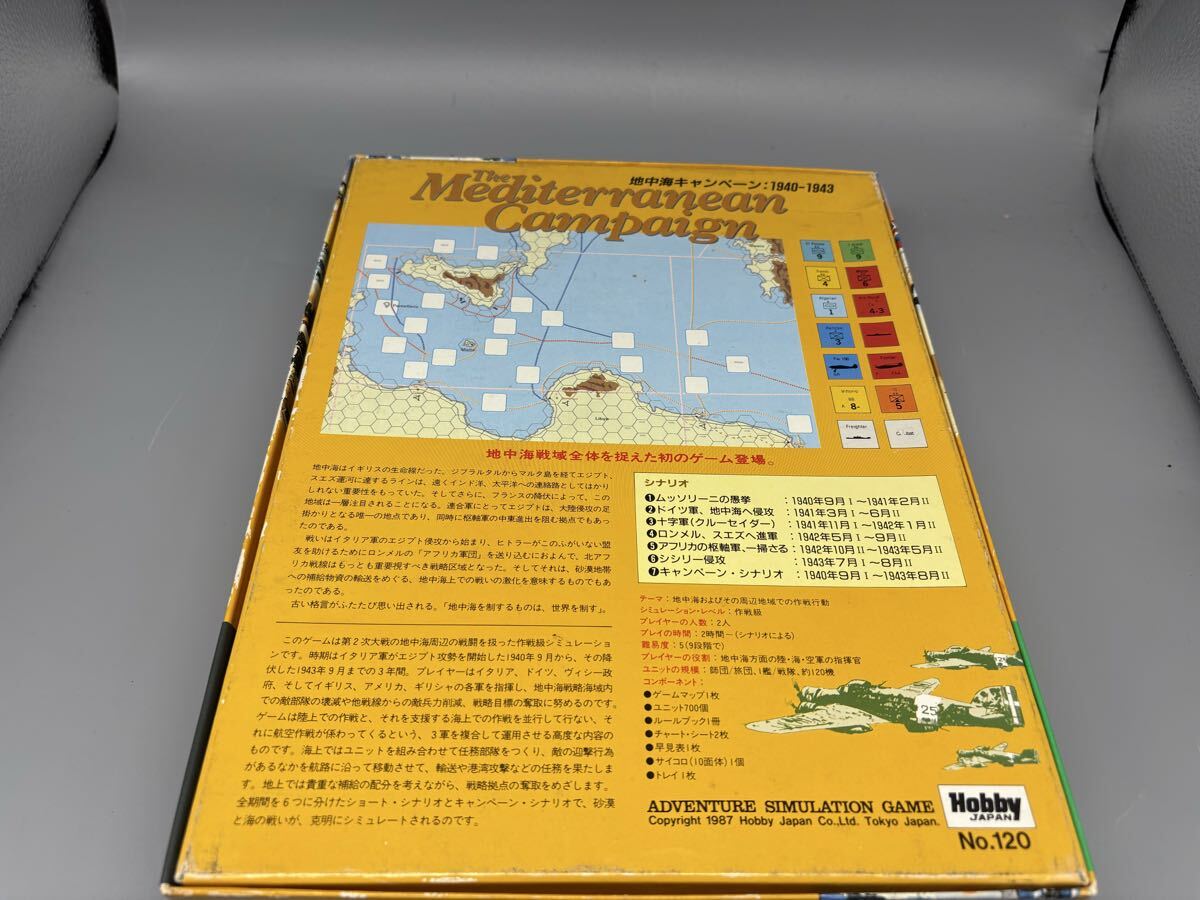 地中海キャンペーン:1940-1943
The
Mediterranean
Campaign
Pantelleria
Malta
Libya
9
9
4
6
Algerian
1
4-3
3
FW 190
8-
5
Freighter
地中海戦域全体を捉えた初のゲーム登場。
地中海はイギリスの生命線だった。ジブラルタルからマルタ島を経てエジプト、
スエズ運河に達するラインは、遠くインド洋、太平洋への連絡路としてはかり
しれない重要性をもっていた。そしてさらに、フランスの降伏によって、この
地域は一層注目されることになる。連合軍にとってエジプトは、大陸侵攻の足
掛かりとなる唯一の地点であり、同時に枢軸軍の中東進出を阻む拠点でもあっ
たのである。
戦いはイタリア軍のエジプト侵攻から始まり、ヒトラーがこのふがいない盟
友を助けるためにロンメルの「アフリカ軍団」を送り込むにおよんで、北アフ
リカ戦線はもっとも重要視すべき戦略区域となった。そしてそれは、砂漠地帯
への補給物資の輸送をめぐる、地中海上での戦いの激化を意味するものでもあ
ったのである。
古い格言がふたたび思い出される。「地中海を制するものは、世界を制す」。
このゲームは第2次大戦の地中海周辺の戦闘を扱った作戦級シミュレーショ
ンです。時期はイタリア軍がエジプト攻勢を開始した1940年9月から、その降
伏した1943年9月までの3年間。プレイヤーはイタリア、ドイツ、ヴィシー政
府、そしてイギリス、アメリカ、ギリシャの各軍を指揮し、地中海戦略海域内
での敵部隊の壊滅や他戦線からの敵兵力削減、戦略目標の奪取に努めるのです。
ゲームは陸上での作戦と、それを支援する海上での作戦を並行して行ない、そ
れに航空作戦が係わってくるという、3軍を複合して運用させる高度な内容の
ものです。海上ではユニットを組み合わせて任務部隊をつくり、敵の迎撃行為
があるなかを航路に沿って移動させて、輸送や港湾攻撃などの任務を果たしま
す。地上では貴重な補給の配分を考えながら、戦略拠点の奪取をめざします。
全期間を6つに分けたショート・シナリオとキャンペーン・シナリオで、砂漠
と海の戦いが、克明にシミュレートされるのです。
シナリオ
❶ムッソリーニの愚挙 :1940年9月I〜1941年2月II
❷ドイツ軍、地中海へ侵攻 :1941年3月I〜6月II
❸十字軍(クルーセイダー) :1941年11月I〜1942年1月II
❹ロンメル、スエズへ進軍 :1942年5月I〜9月II
❺アフリカの枢軸軍、一掃さる:1942年10月II〜1943年5月II
❻シシリー侵攻 :1943年7月I〜8月II
❼キャンペーン・シナリオ :1940年9月I〜1943年8月II
テーマ:地中海およびその周辺地域での作戦行動
シミュレーション・レベル:作戦級
プレイヤーの人数:2人
プレイの時間:2時間〜(シナリオによる)
難易度:5(9段階で)
プレイヤーの役割:地中海方面の陸・海・空軍の指揮官
ユニットの規模:師団/旅団、1艦/戦隊、約120機
コンポーネント:
●ゲームマップ1枚
●ユニット700個
●ルールブック1冊
●チャート・シート2枚
●早見表1枚
●サイコロ(10面体)1個
●トレイ1枚
25
ADVENTURE SIMULATION GAME
Copyright 1987 Hobby Japan Co.,Ltd. Tokyo Japan.
Hobby
JAPAN
No.120